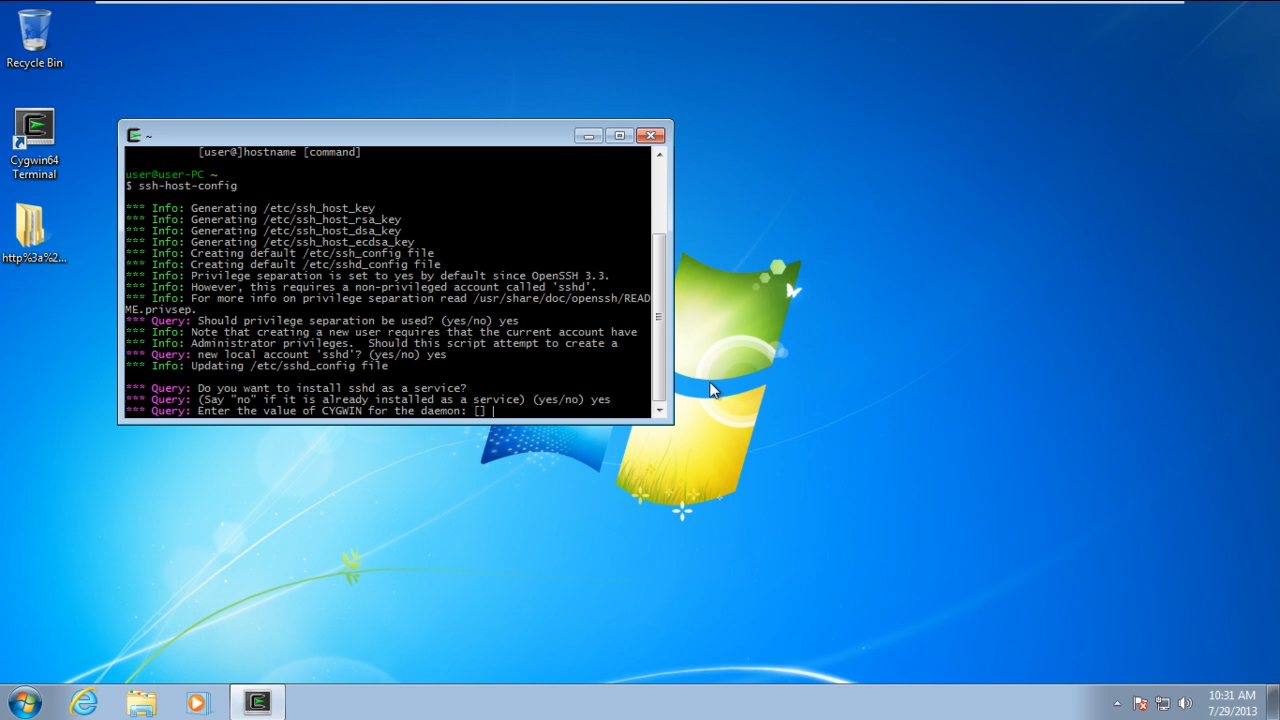 Recycle Bin
Cygwin64
Terminal
http%3a%2...
~
[user@]hostname [command]
user@user-PC ~
$ ssh-host-config
*** Info: Generating /etc/ssh_host_key
*** Info: Generating /etc/ssh_host_rsa_key
*** Info: Generating /etc/ssh_host_dsa_key
*** Info: Generating /etc/ssh_host_ecdsa_key
*** Info: Creating default /etc/ssh_config file
*** Info: Creating default /etc/sshd_config file
*** Info: Privilege separation is set to yes by default since OpenSSH 3.3.
*** Info: However, this requires a non-privileged account called 'sshd'.
*** Info: For more info on privilege separation read /usr/share/doc/openssh/READ
ME.privsep.
*** Query: Should privilege separation be used? (yes/no) yes
*** Info: Note that creating a new user requires that the current account have
*** Info: Administrator privileges.  Should this script attempt to create a
*** Query: new local account 'sshd'? (yes/no) yes
*** Info: Updating /etc/sshd_config file
*** Query: Do you want to install sshd as a service?
*** Query: (Say "no" if it is already installed as a service) (yes/no) yes
*** Query: Enter the value of CYGWIN for the daemon: []
10:31 AM
7/29/2013